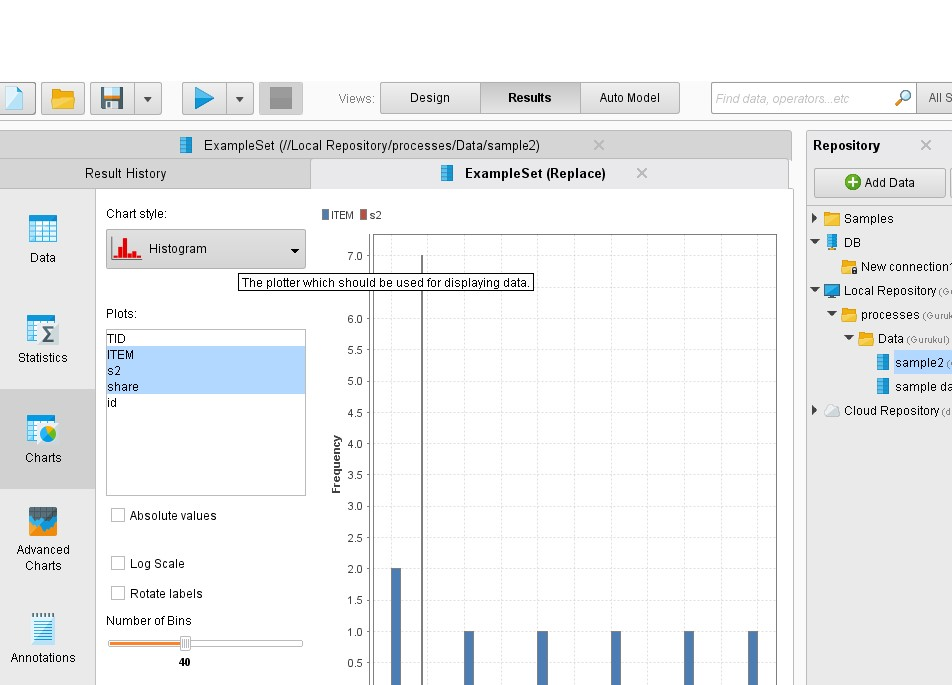 Views:
Design
Results
Auto Model
Find data, operators...etc
All S
ExampleSet (//Local Repository/processes/Data/sample2)
Result History
ExampleSet (Replace)
Repository
Add Data
Samples
DB
New connection
Local Repository
processes
Data (Gurukul)
sample2
sample da
Cloud Repository
Data
Statistics
Charts
Advanced
Charts
Annotations
Chart style:
Histogram
The plotter which should be used for displaying data.
Plots:
TID
ITEM
s2
share
id
Absolute values
Log Scale
Rotate labels
Number of Bins
40
ITEM s2
Frequency
7.0
6.0
5.5
5.0
4.5
4.0
3.5
3.0
2.5
2.0
1.5
1.0
0.5